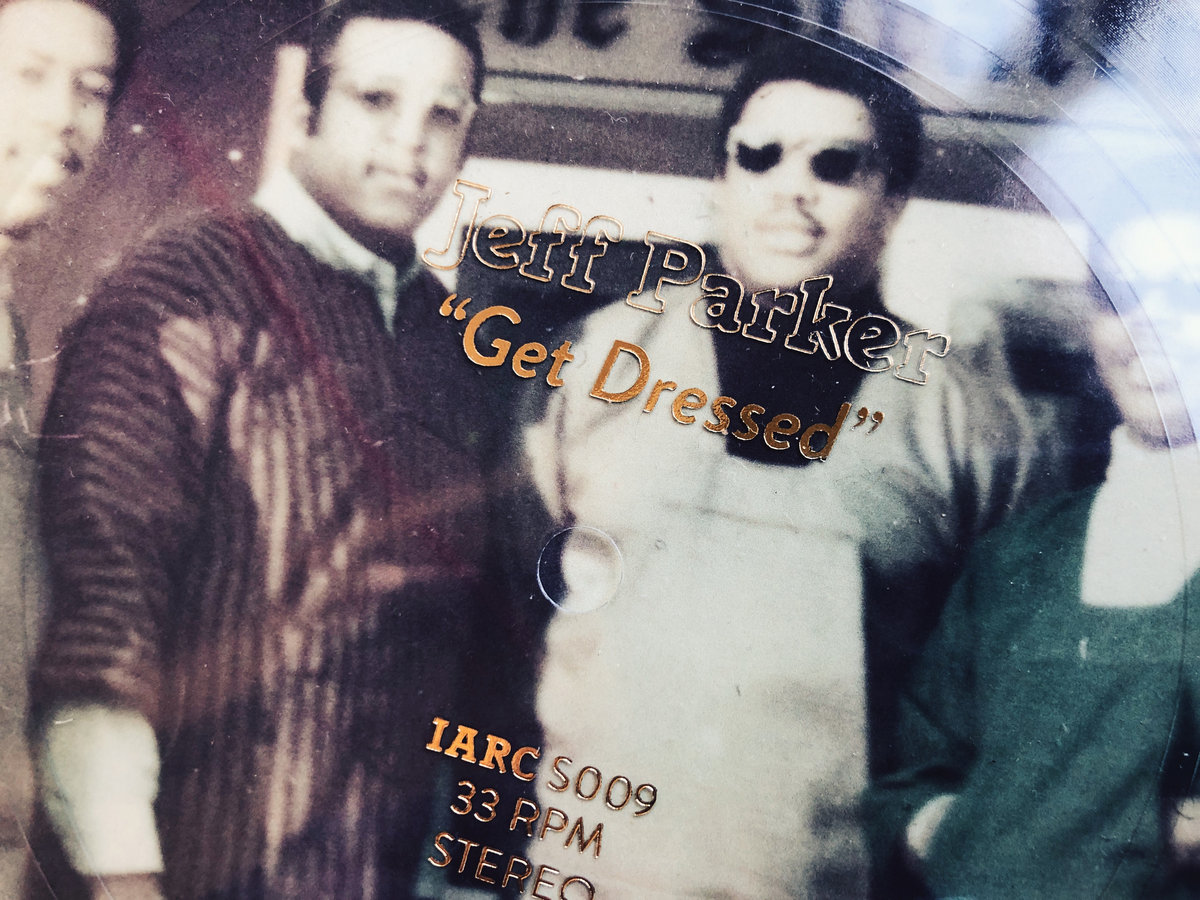 Jeff Parker
“Get Dressed”
IARC S009
33 RPM
STEREO